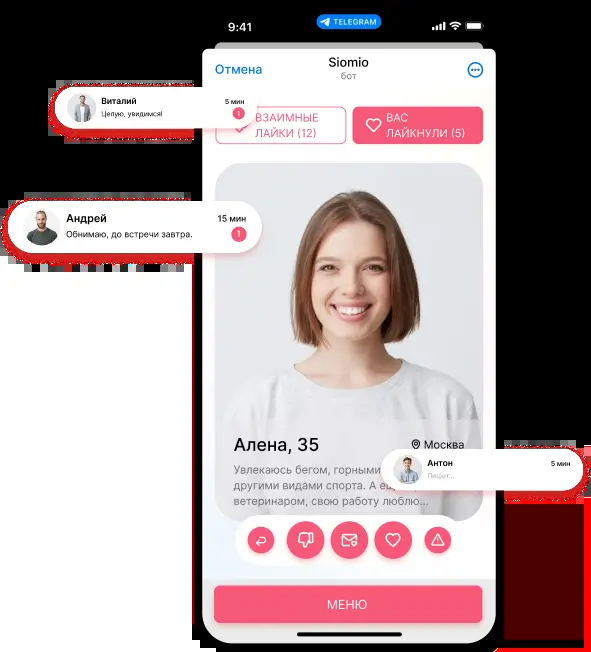 9:41
TELEGRAM
Отмена
Siomio
бот
Виталий
5 мин
Целую, увидимся!
1
ВЗАИМНЫЕ
ЛАЙКИ (12)
ВАС
ЛАЙКНУЛИ (5)
Андрей
15 мин
Обнимаю, до встречи завтра.
1
Алена, 35
Москва
Антон
5 мин
Пишет...
Увлекаюсь бегом, горными
другими видами спорта. А
ветеринаром, свою работу люблю...
МЕНЮ